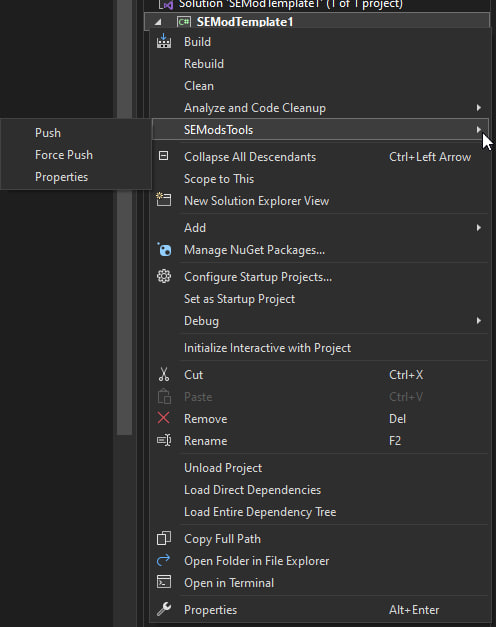 Solution 'SEModTemplate1' (1 of 1 project)
C# SEModTemplate1
Build
Rebuild
Clean
Analyze and Code Cleanup
SEModsTools
Push
Force Push
Properties
Collapse All Descendants Ctrl+Left Arrow
Scope to This
New Solution Explorer View
Add
Manage NuGet Packages...
Configure Startup Projects...
Set as Startup Project
Debug
Initialize Interactive with Project
Cut Ctrl+X
Paste Ctrl+V
Remove Del
Rename F2
Unload Project
Load Direct Dependencies
Load Entire Dependency Tree
Copy Full Path
Open Folder in File Explorer
Open in Terminal
Properties Alt+Enter